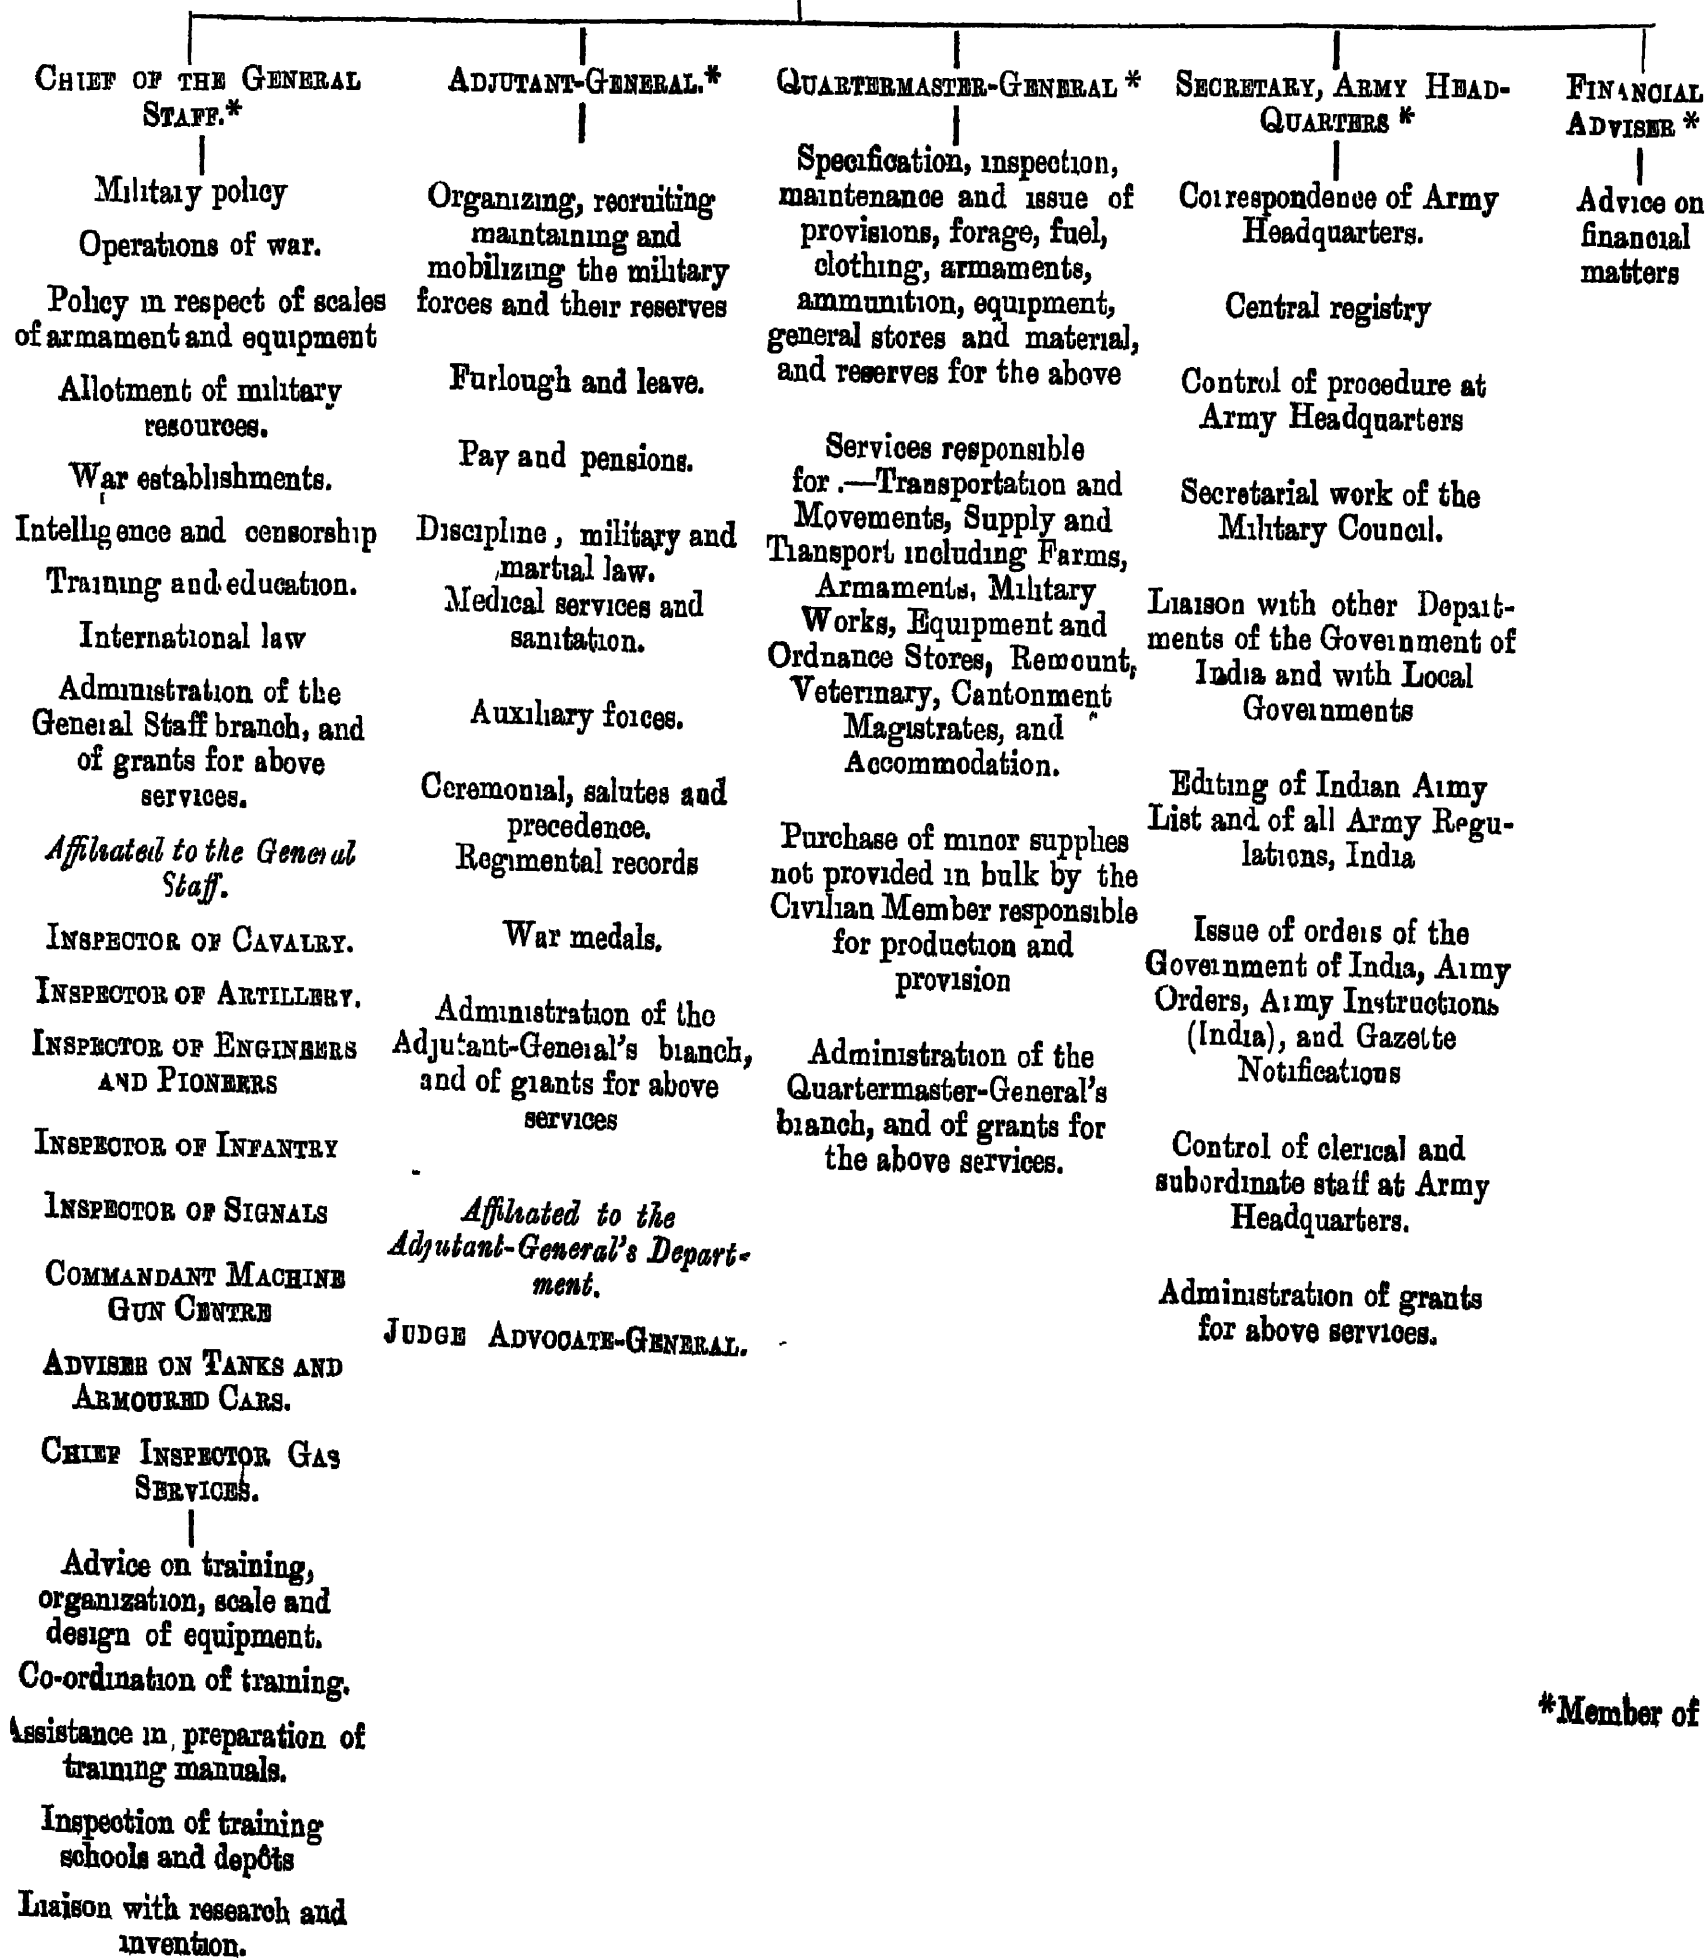 CHIEF OF THE GENERAL
STAFF.*
Military policy
Operations of war.
Policy in respect of scales
of armament and equipment
Allotment of military
resources.
War establishments.
Intelligence and censorship
Training and education.
International law
Administration of the
General Staff branch, and
of grants for above
services.
Affiliated to the General
Staff.
INSPECTOR OF CAVALRY.
INSPECTOR OF ARTILLERY.
INSPECTOR OF ENGINEERS
AND PIONEERS
INSPECTOR OF INFANTRY
INSPECTOR OF SIGNALS
COMMANDANT MACHINE
GUN CENTRE
ADVISER ON TANKS AND
ARMOURED CARS.
CHIEF INSPECTOR GAS
SERVICES.
Advice on training,
organization, scale and
design of equipment.
Co-ordination of training.
Assistance in preparation of
training manuals.
Inspection of training
schools and depôts
Liaison with research and
invention.
ADJUTANT-GENERAL.*
Organizing, recruiting
maintaining and
mobilizing the military
forces and their reserves
Furlough and leave.
Pay and pensions.
Discipline, military and
martial law.
Medical services and
sanitation.
Auxiliary forces.
Ceremonial, salutes and
precedence.
Regimental records
War medals.
Administration of the
Adjutant-General's branch,
and of grants for above
services
Affiliated to the
Adjutant-General's Depart-
ment.
JUDGE ADVOCATE-GENERAL.
QUARTERMASTER-GENERAL *
Specification, inspection,
maintenance and issue of
provisions, forage, fuel,
clothing, armaments,
ammunition, equipment,
general stores and material,
and reserves for the above
Services responsible
for .—Transportation and
Movements, Supply and
Transport including Farms,
Armaments, Military
Works, Equipment and
Ordnance Stores, Remount,
Veterinary, Cantonment
Magistrates, and
Accommodation.
Purchase of minor supplies
not provided in bulk by the
Civilian Member responsible
for production and
provision
Administration of the
Quartermaster-General's
branch, and of grants for
the above services.
SECRETARY, ARMY HEAD-
QUARTERS *
Correspondence of Army
Headquarters.
Central registry
Control of procedure at
Army Headquarters
Secretarial work of the
Military Council.
Liaison with other Depart-
ments of the Government of
India and with Local
Governments
Editing of Indian Army
List and of all Army Regu-
lations, India
Issue of orders of the
Government of India, Army
Orders, Army Instructions
(India), and Gazette
Notifications
Control of clerical and
subordinate staff at Army
Headquarters.
Administration of grants
for above services.
FINANCIAL
ADVISER *
Advice on
financial
matters
*Member of